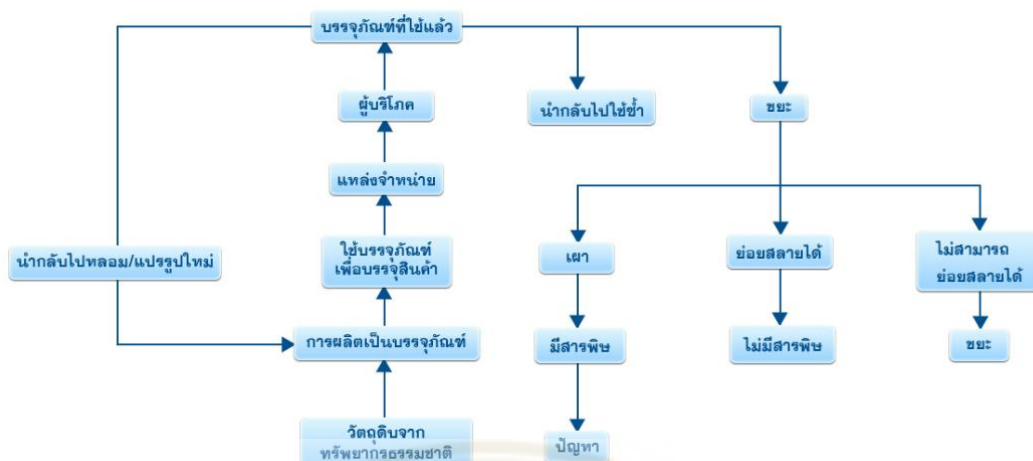 บรรจุภัณฑ์ที่ใช้แล้ว
ผู้บริโภค
นำกลับไปใช้ซ้ำ
ขยะ
แหล่งจำหน่าย
นำกลับไปหลอม/แปรรูปใหม่
ใช้บรรจุภัณฑ์
เพื่อบรรจุสินค้า
เผา
ย่อยสลายได้
ไม่สามารถ
ย่อยสลายได้
การผลิตเป็นบรรจุภัณฑ์
มีสารพิษ
ไม่มีสารพิษ
ขยะ
วัตถุดิบจาก
ทรัพยากรธรรมชาติ
ปัญหา